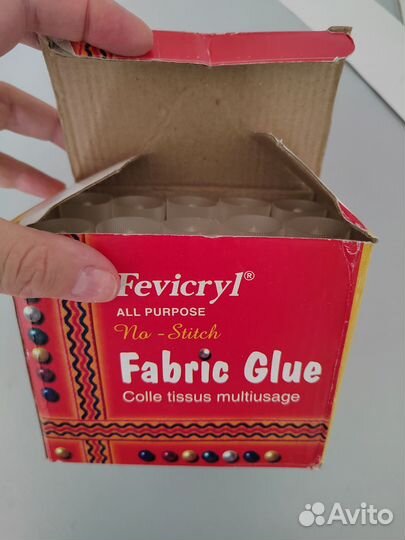 Fevicryl®
ALL PURPOSE
No - Stitch
Fabric Glue
Colle tissus multiusage
Avito